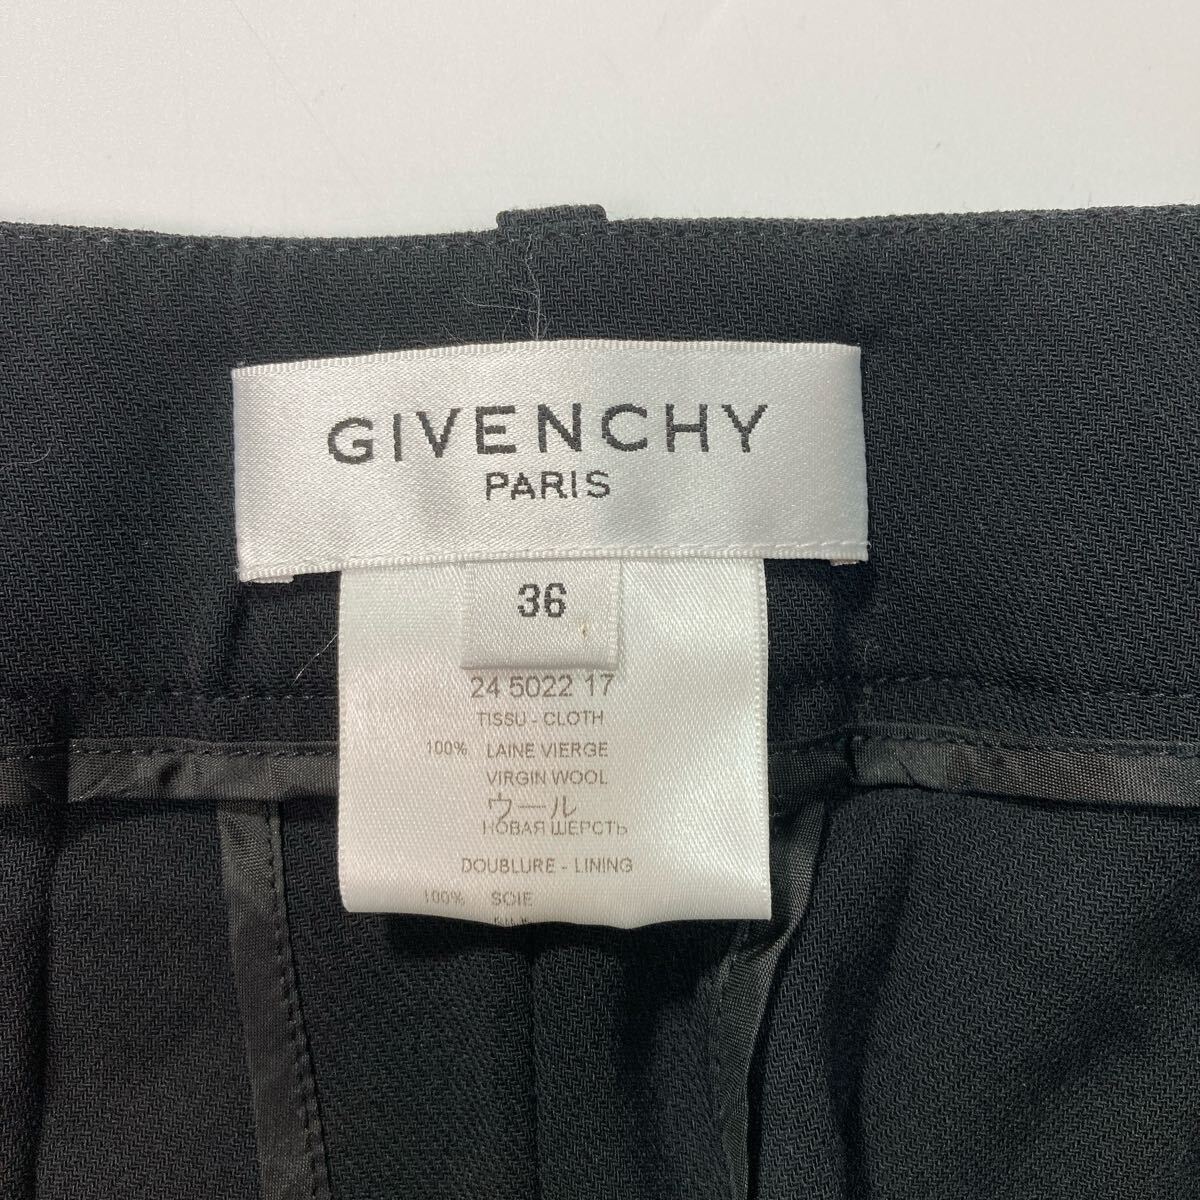 GIVENCHY
PARIS
36
24 5022 17
TISSU - CLOTH
100% LAINE VIERGE
VIRGIN WOOL
ウール
НОВАЯ ШЕРСТЬ
DOUBLURE - LINING
100% SOIE